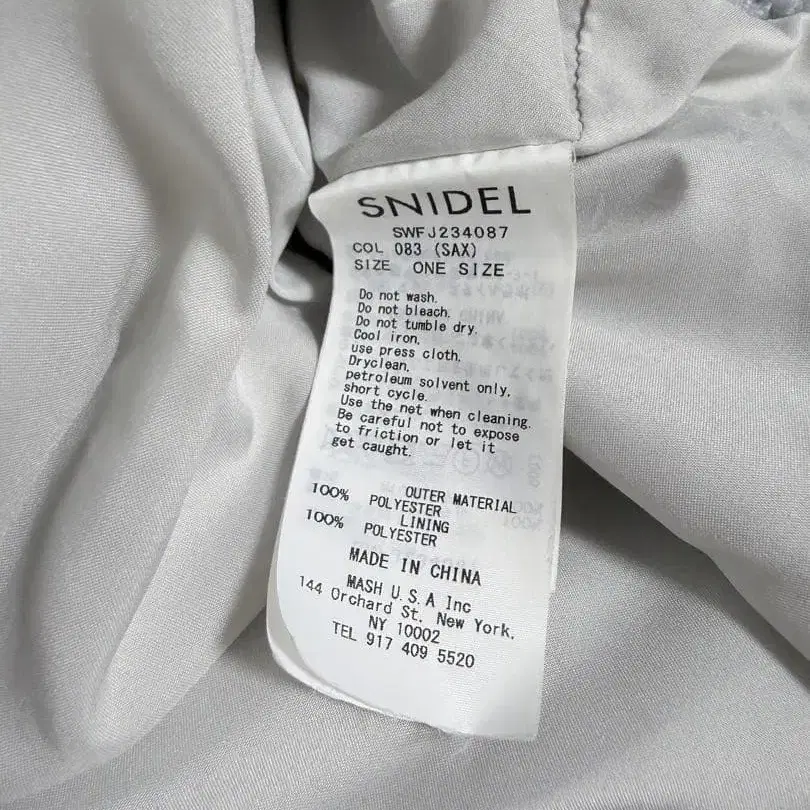 SNIDEL
SWFJ234087
COL 083 (SAX)
SIZE ONE SIZE
Do not wash.
Do not bleach.
Do not tumble dry.
Cool iron,
use press cloth.
Dryclean,
petroleum solvent only,
short cycle.
Use the net when cleaning.
Be careful not to expose
to friction or let it
get caught.
OUTER MATERIAL
100% POLYESTER
LINING
100% POLYESTER
MADE IN CHINA
MASH U.S.A Inc
144 Orchard St. New York,
NY 10002
TEL 917 409 5520